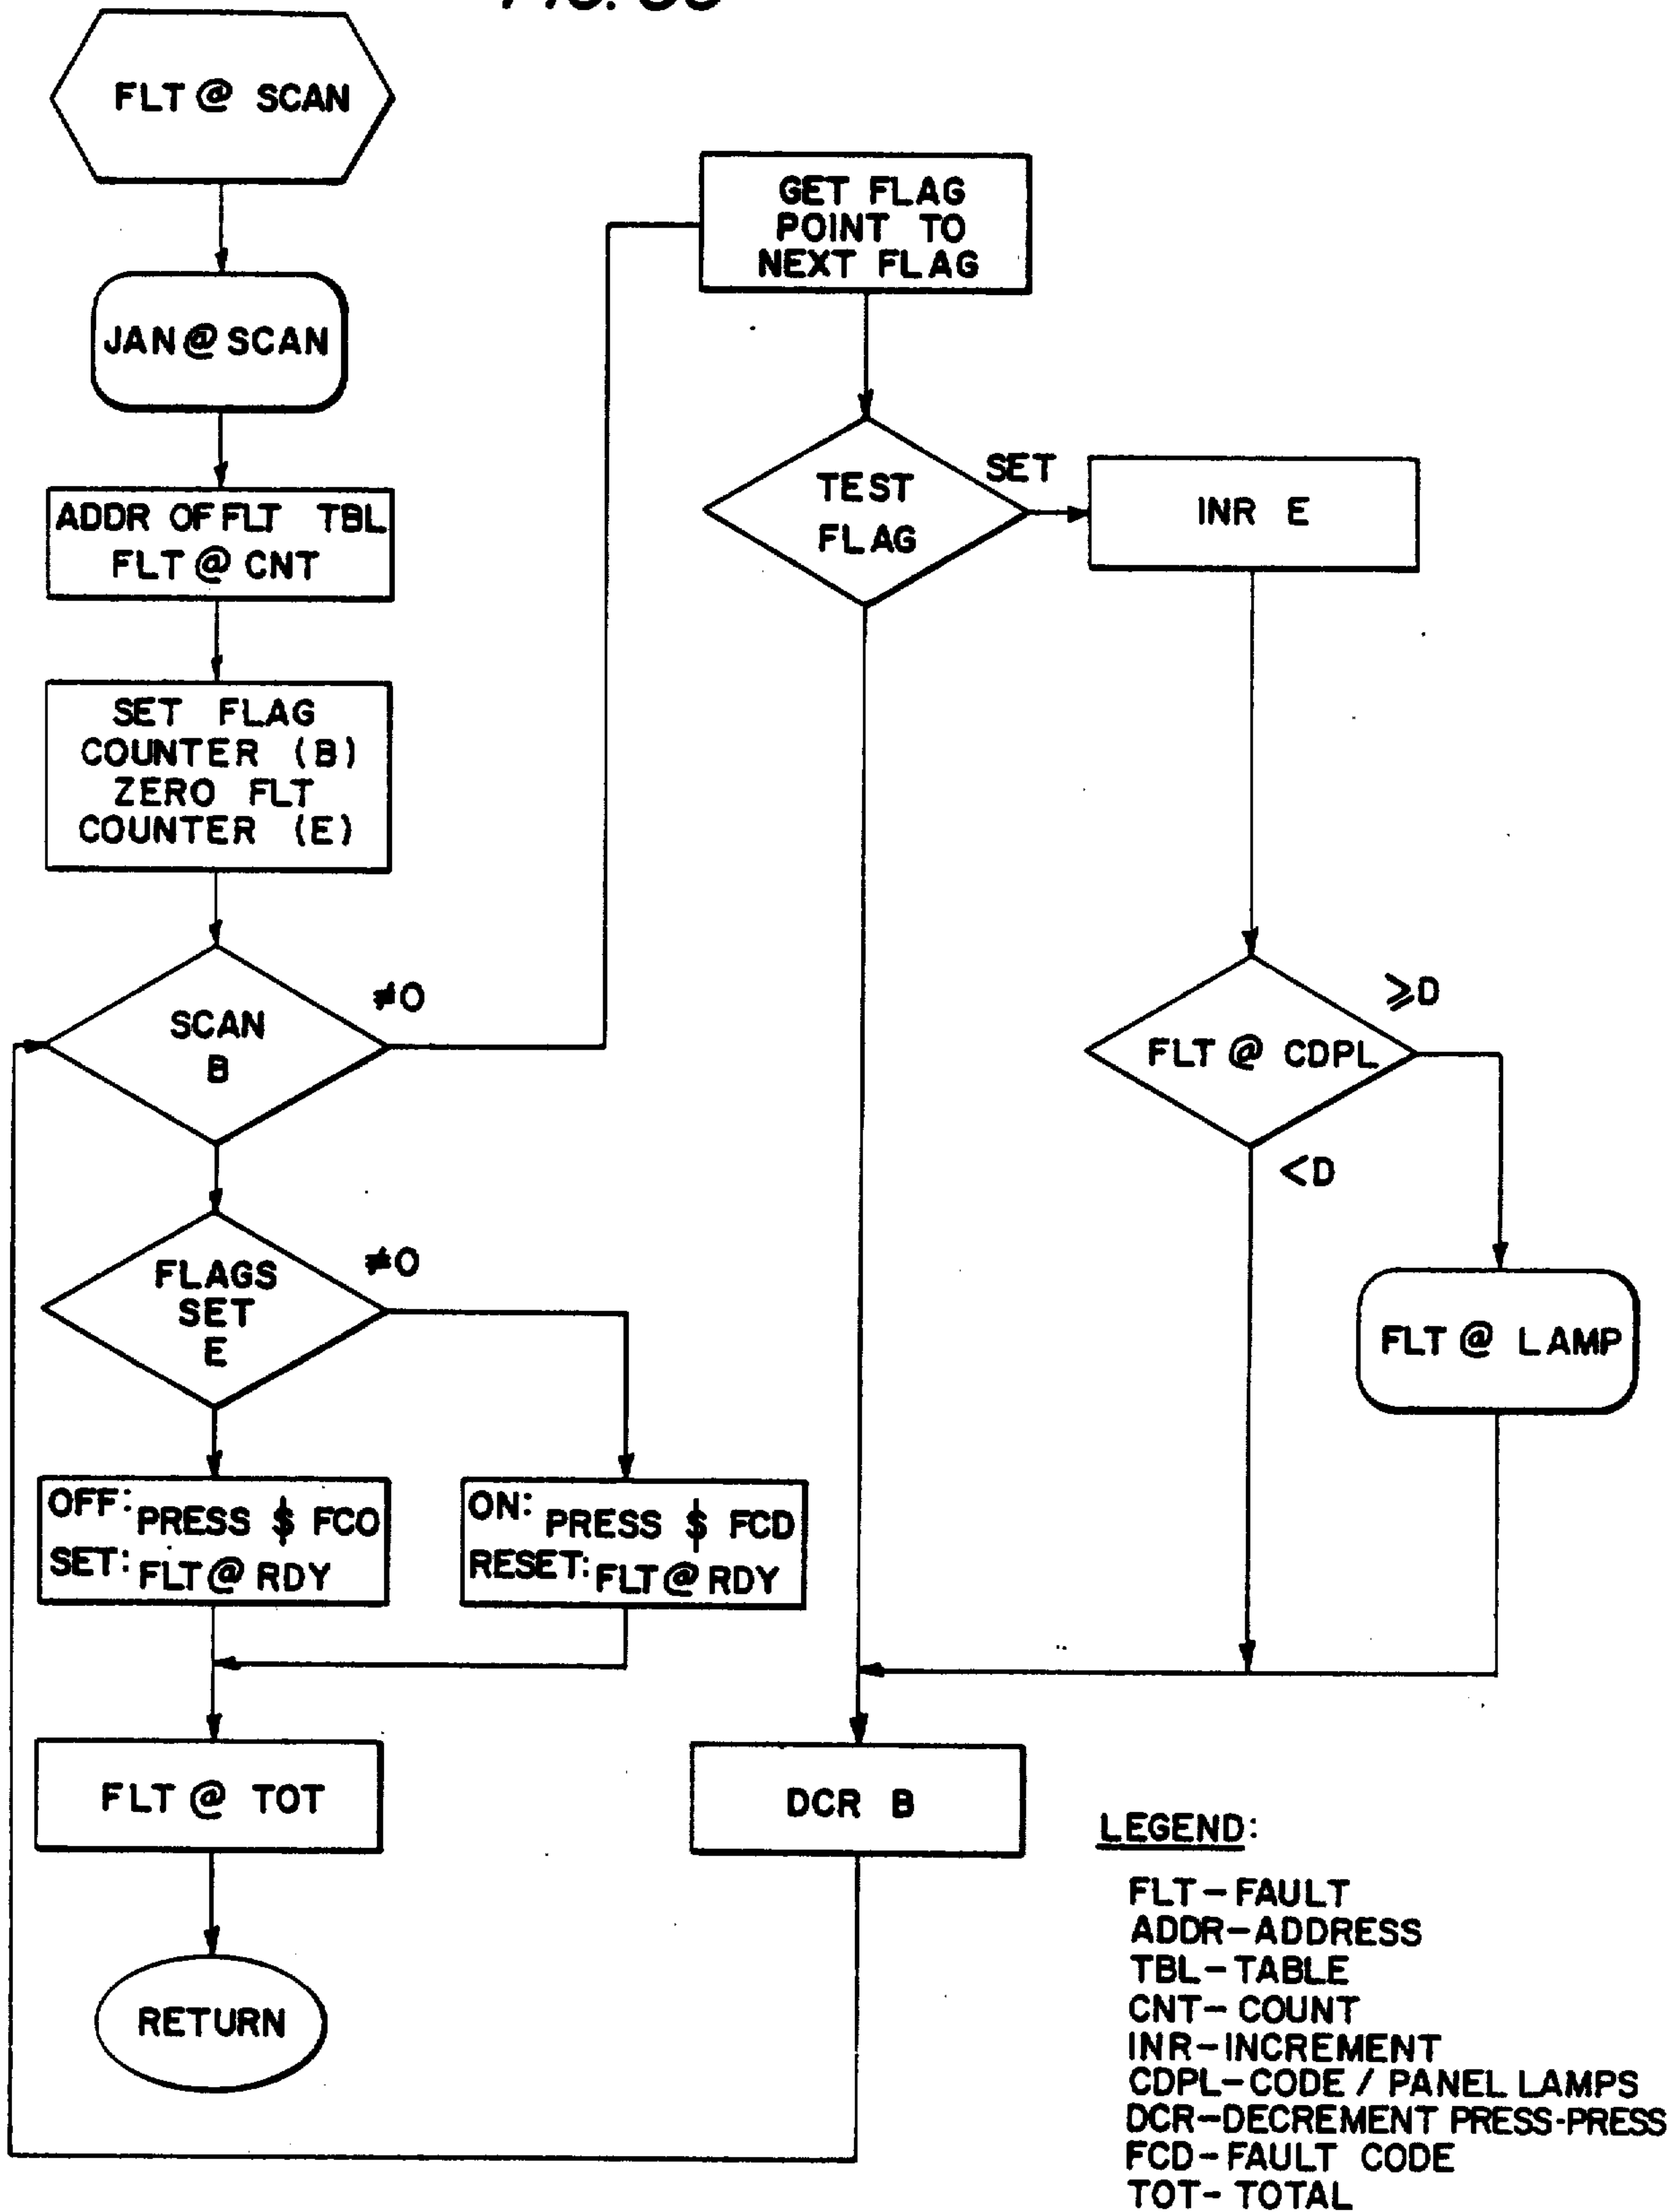 FLT @ SCAN
JAN @ SCAN
ADDR OF FLT TBL
FLT @ CNT
SET FLAG
COUNTER (B)
ZERO FLT
COUNTER (E)
SCAN
B
≠0
FLAGS
SET
E
≠0
OFF: PRESS $ FCO
SET: FLT @ RDY
ON: PRESS $ FCD
RESET: FLT @ RDY
FLT @ TOT
RETURN
GET FLAG
POINT TO
NEXT FLAG
TEST
FLAG
SET
INR E
FLT @ CDPL
≥D
<D
FLT @ LAMP
DCR B
LEGEND:
FLT-FAULT
ADDR-ADDRESS
TBL-TABLE
CNT-COUNT
INR-INCREMENT
CDPL-CODE / PANEL LAMPS
DCR-DECREMENT PRESS-PRESS
FCD-FAULT CODE
TOT-TOTAL